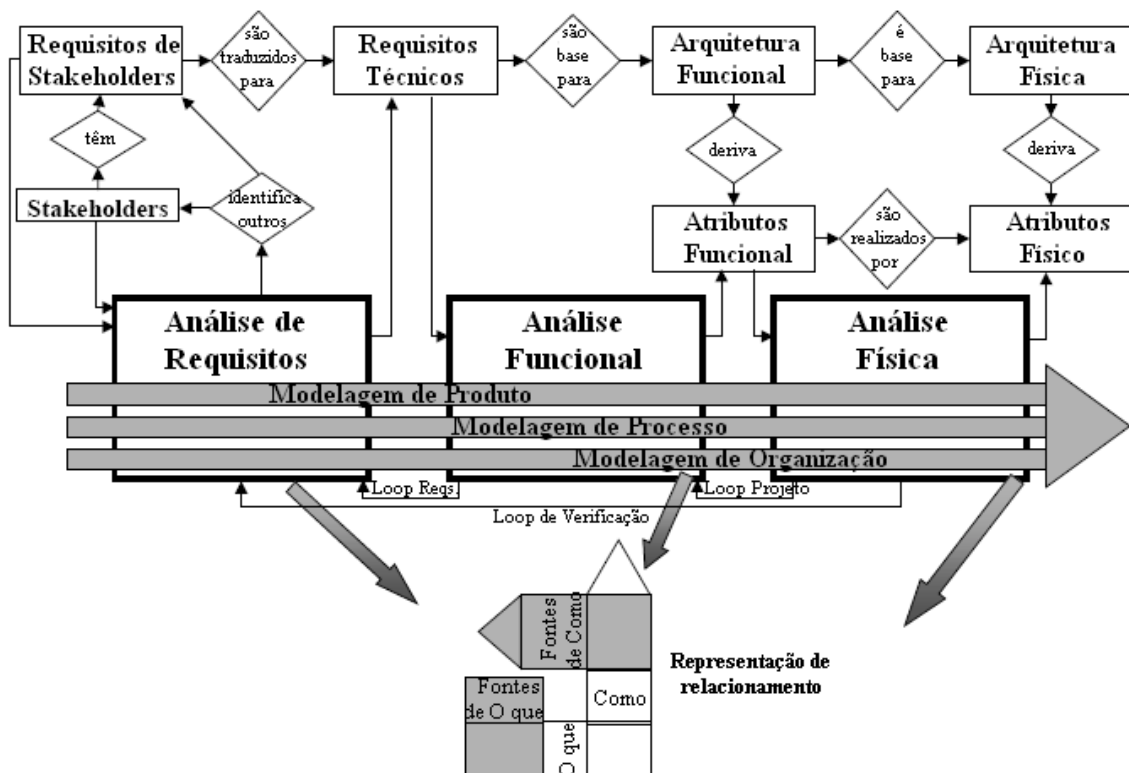 Requisitos de
Stakeholders
são
traduzidos
para
Requisitos
Técnicos
são
base
para
Arquitetura
Funcional
é
base
para
Arquitetura
Física
têm
deriva
deriva
Stakeholders
identifica
outros
Atributos
Funcional
são
realizados
por
Atributos
Físico
Análise de
Requisitos
Análise
Funcional
Análise
Física
Modelagem de Produto
Modelagem de Processo
Modelagem de Organização
Loop Reqs.
Loop Projeto
Loop de Verificação
Fontes
de Como
Representação de
relacionamento
Fontes
de O que
Como
O que